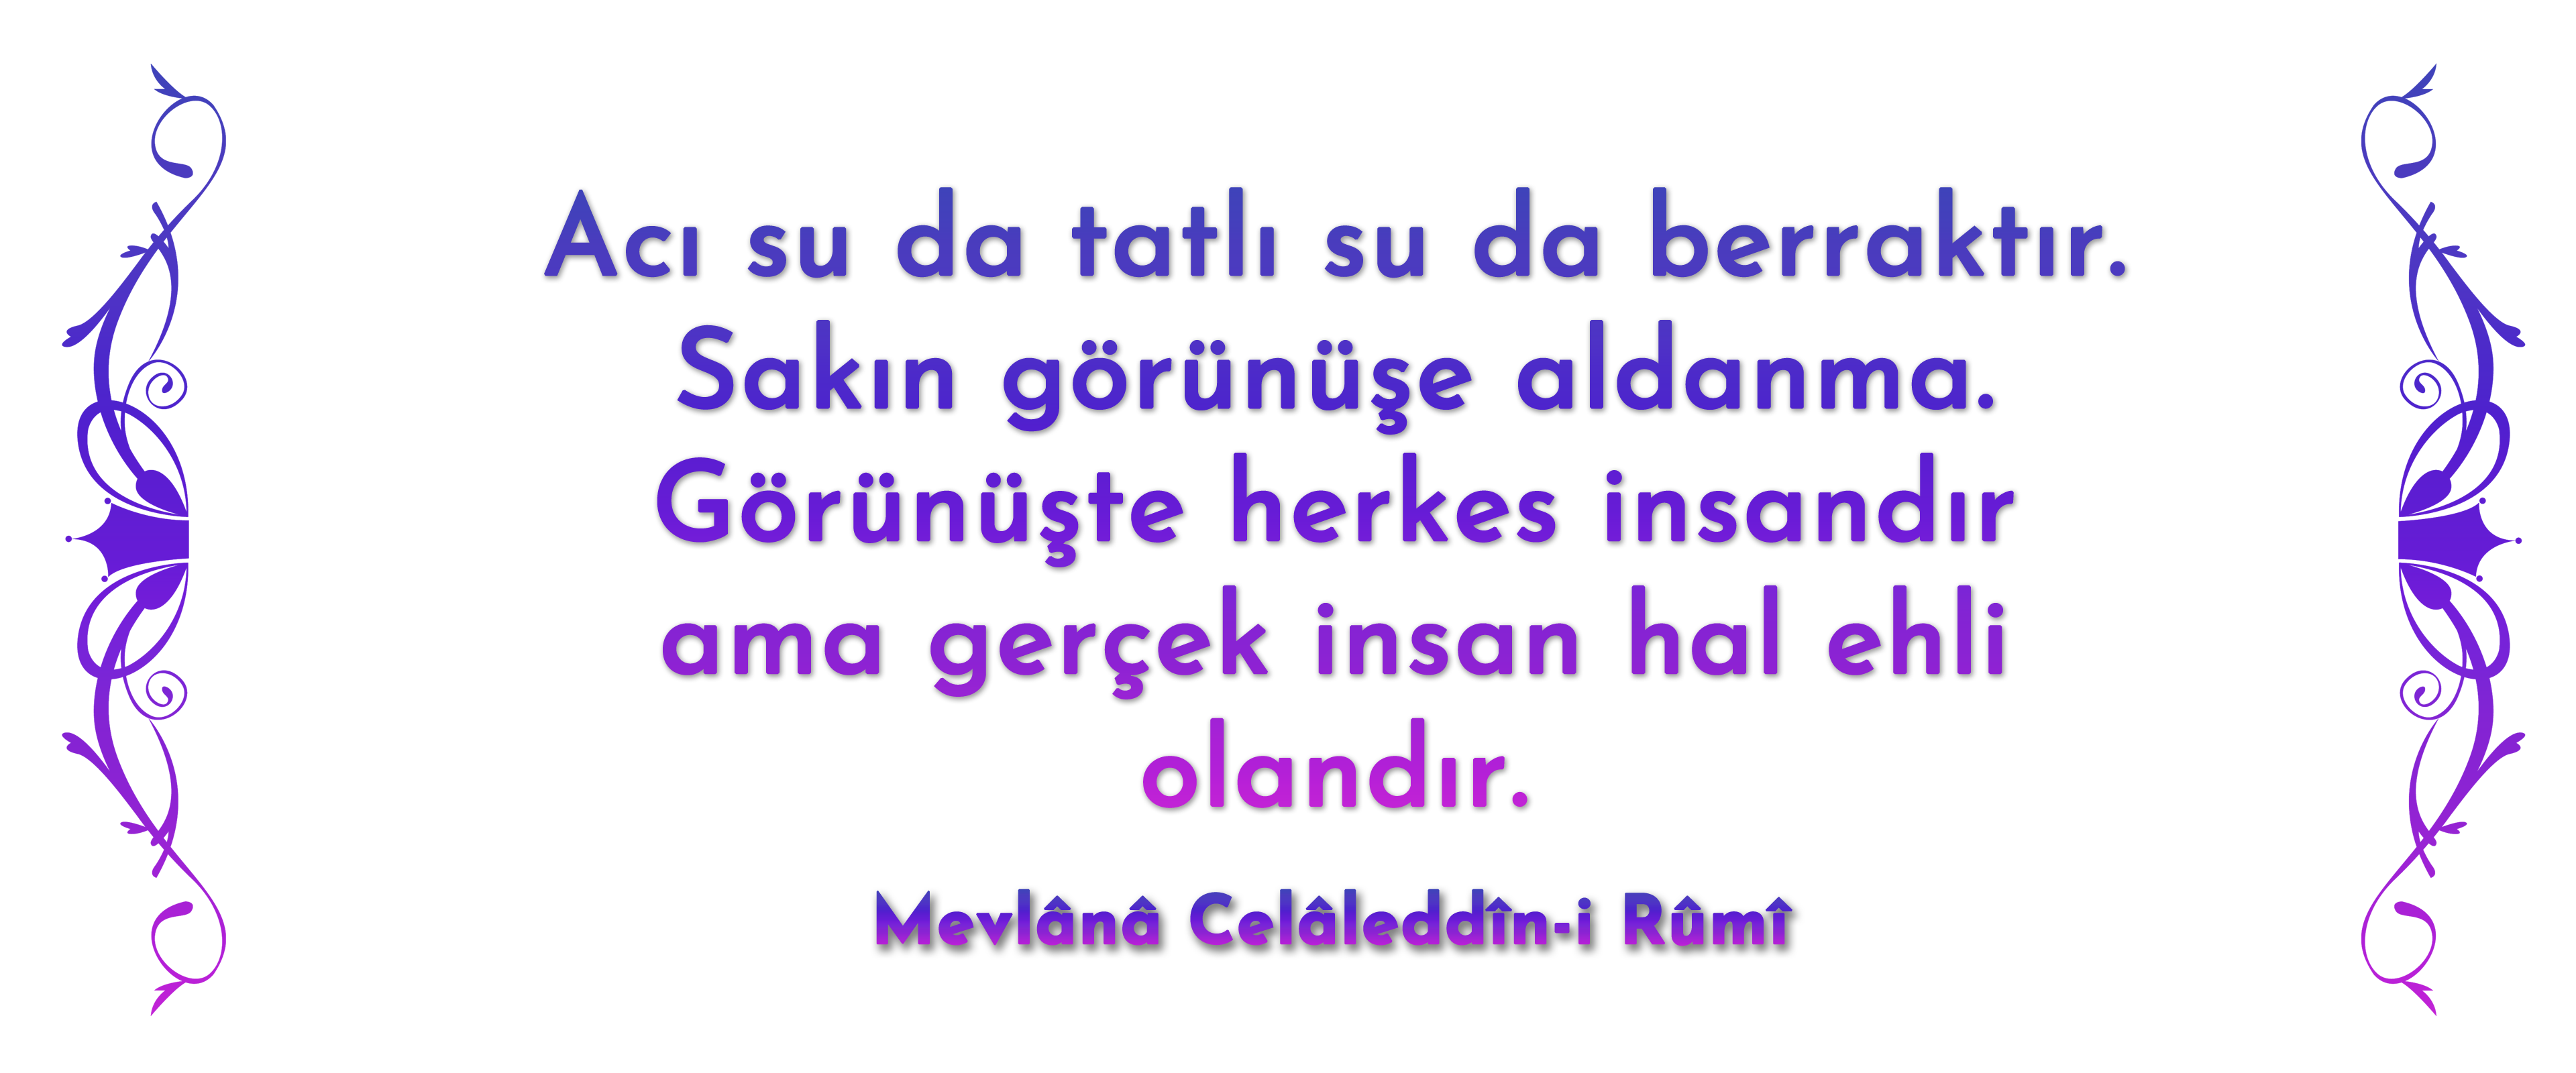 Acı su da tatlı su da berraktır.
Sakın görünüşe aldanma.
Görünüşte herkes insandır
ama gerçek insan hal ehli
olandır.
Mevlânâ Celâleddîn-i Rûmî